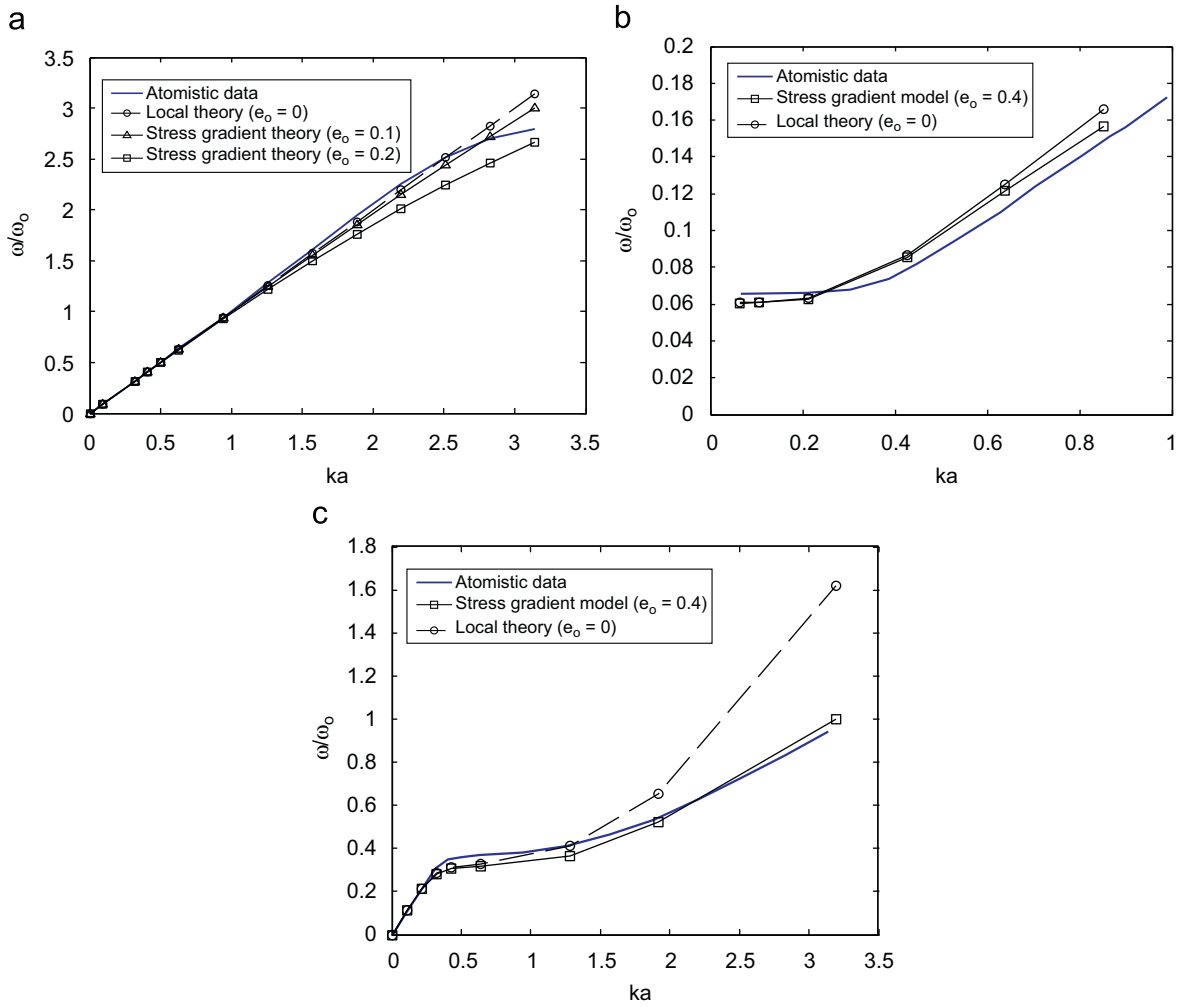 a
3.5
3
2.5
2
1.5
1
0.5
0
ω/ωo
Atomistic data
Local theory (eo = 0)
Stress gradient theory (eo = 0.1)
Stress gradient theory (eo = 0.2)
0 0.5 1 1.5 2 2.5 3 3.5
ka
b
0.2
0.18
0.16
0.14
0.12
0.1
0.08
0.06
0.04
0.02
0
ω/ωo
Atomistic data
Stress gradient model (eo = 0.4)
Local theory (eo = 0)
0 0.2 0.4 0.6 0.8 1
ka
c
1.8
1.6
1.4
1.2
1
0.8
0.6
0.4
0.2
0
ω/ωo
Atomistic data
Stress gradient model (eo = 0.4)
Local theory (eo = 0)
0 0.5 1 1.5 2 2.5 3 3.5
ka